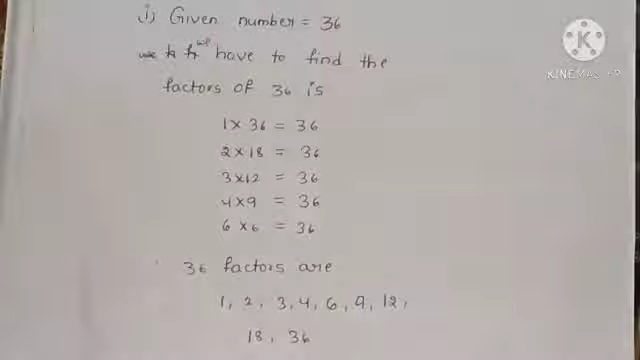 i) Given number = 36
we have to find the
factors of 36 is
1 × 36 = 36
2 × 18 = 36
3 × 12 = 36
4 × 9 = 36
6 × 6 = 36
36 factors are
1, 2, 3, 4, 6, 9, 12,
18, 36
KINEMASTER